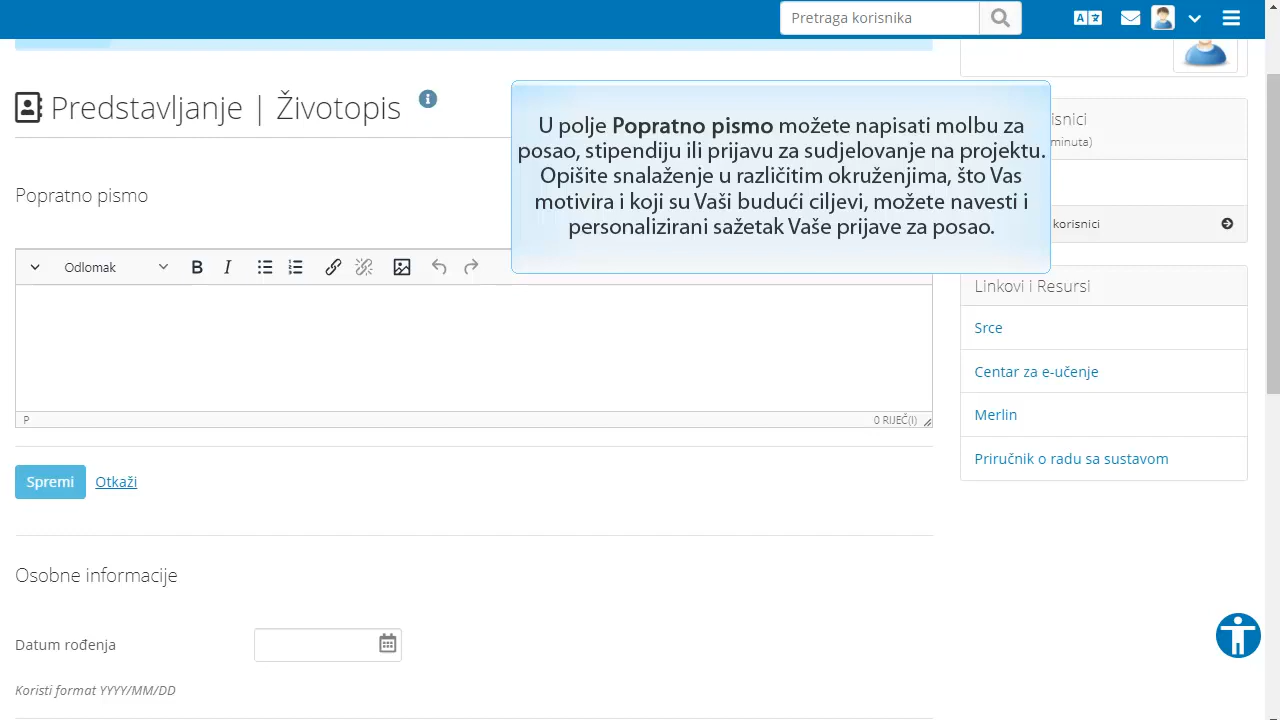 Pretraga korisnika
Predstavljanje | Životopis
U polje Popratno pismo možete napisati molbu za
posao, stipendiju ili prijavu za sudjelovanje na projektu.
Opišite snalaženje u različitim okruženjima, što Vas
motivira i koji su Vaši budući ciljevi, možete navesti i
personalizirani sažetak Vaše prijave za posao.
isnici
minuta)
korisnici
Popratno pismo
Odlomak
B I
P
0 RIJEČ(I)
Spremi Otkaži
Linkovi i Resursi
Srce
Centar za e-učenje
Merlin
Priručnik o radu sa sustavom
Osobne informacije
Datum rođenja
Koristi format YYYY/MM/DD